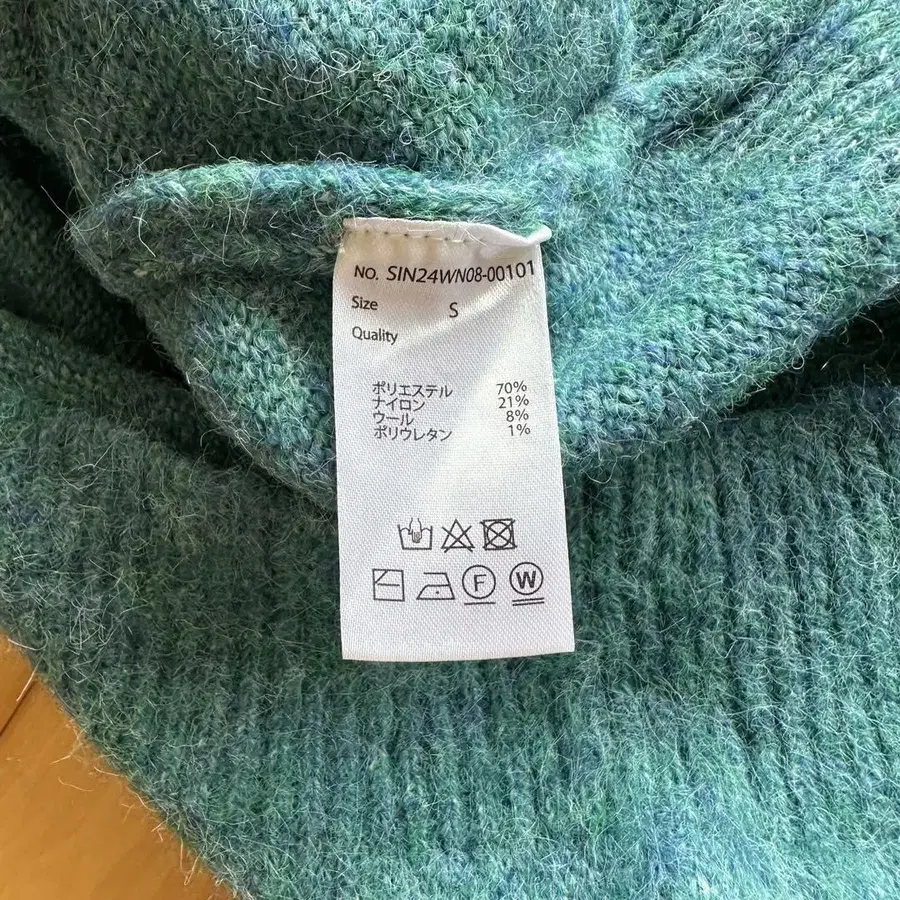 NO. SIN24WN08-00101
Size S
Quality
ポリエステル 70%
ナイロン 21%
ウール 8%
ポリウレタン 1%
F W